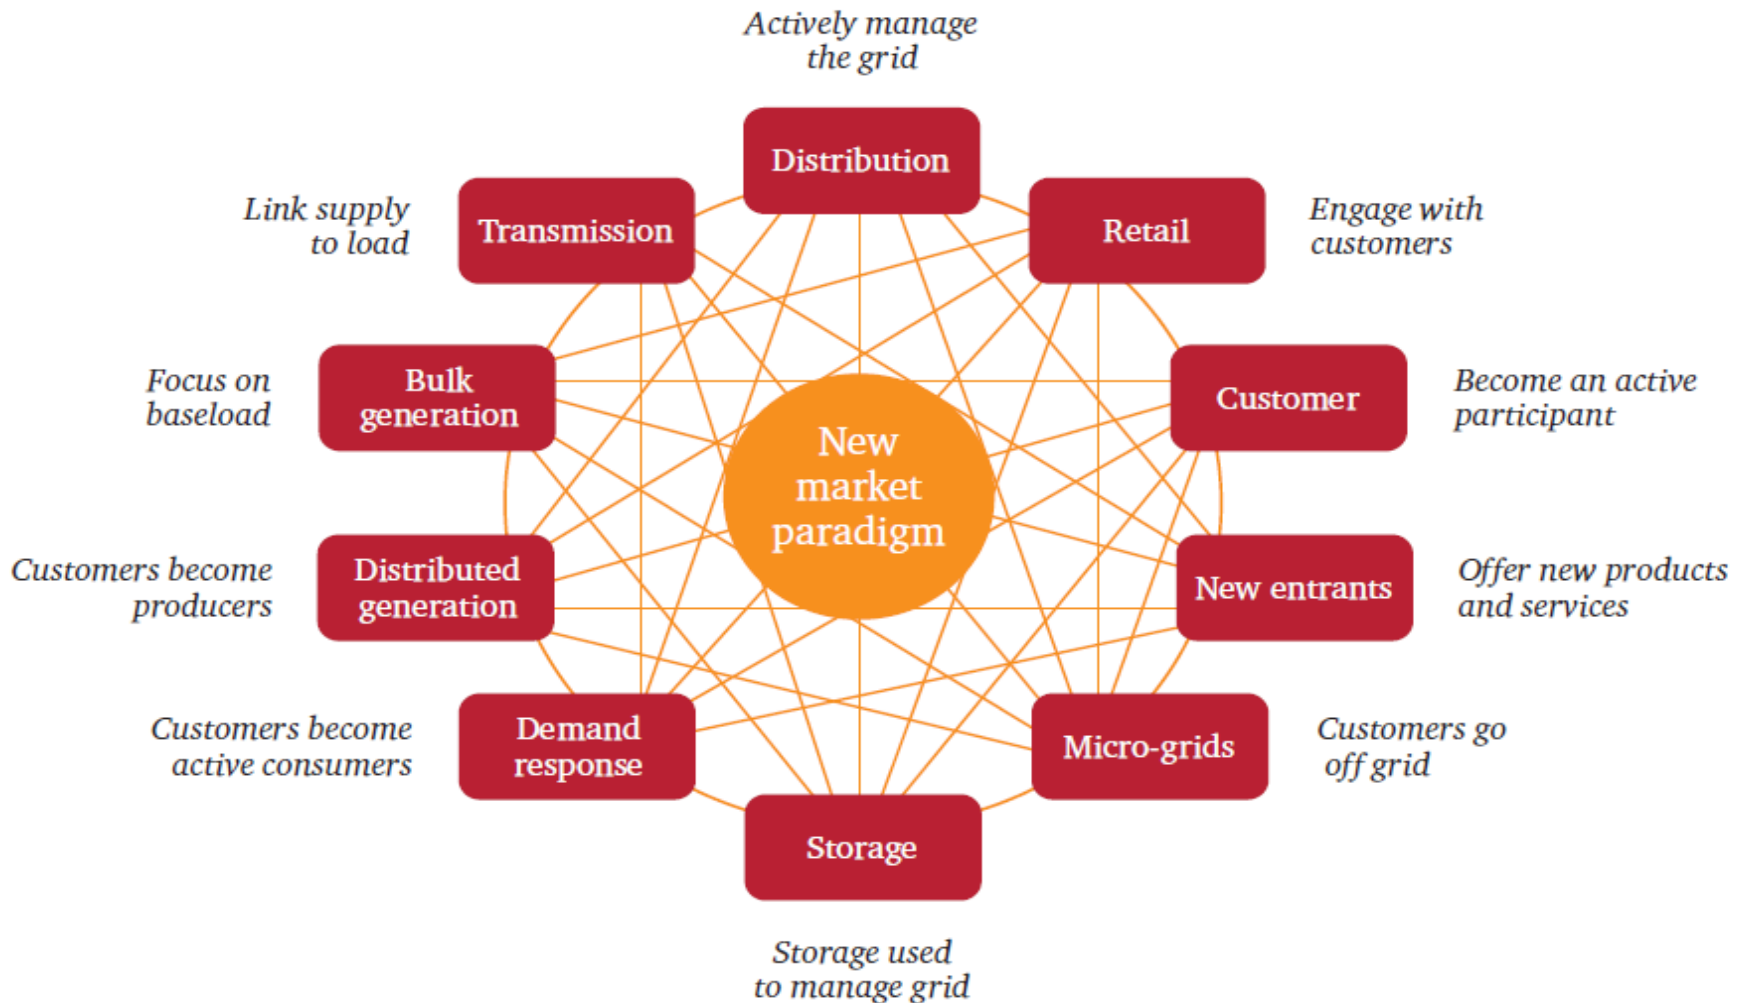 Actively manage
the grid
Distribution
Link supply
to load
Transmission
Retail
Engage with
customers
Focus on
baseload
Bulk
generation
Customer
Become an active
participant
New
market
paradigm
Customers become
producers
Distributed
generation
New entrants
Offer new products
and services
Customers become
active consumers
Demand
response
Micro-grids
Customers go
off grid
Storage
Storage used
to manage grid